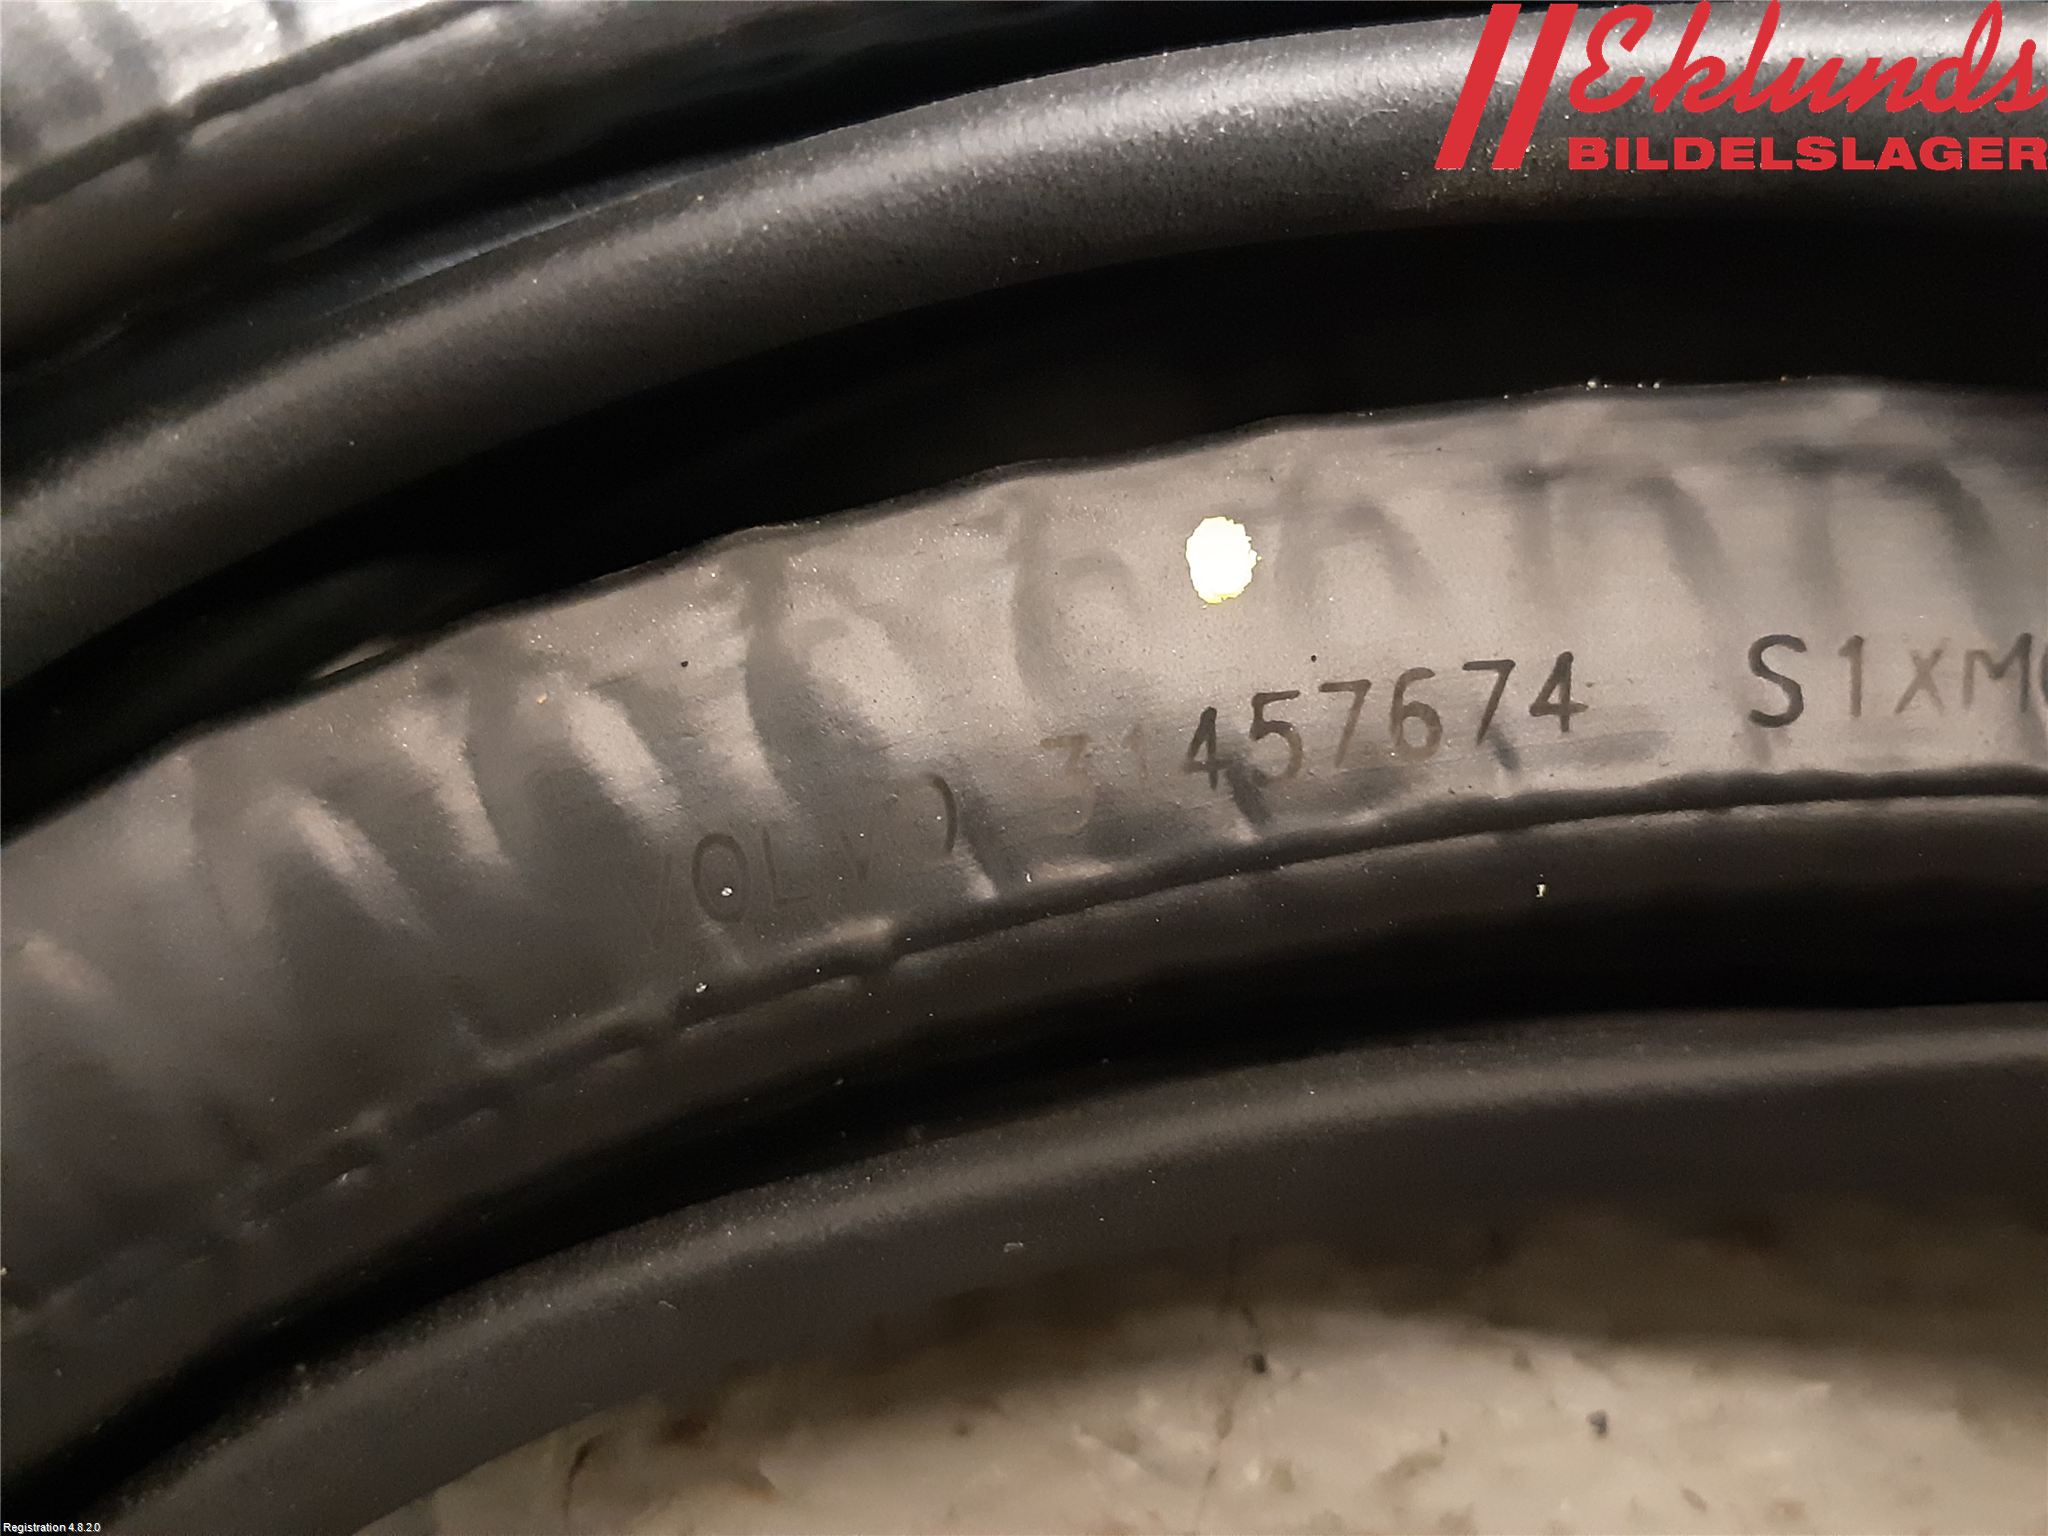 Eklunds
BILDELSLAGER
VOLVO 31457674 S1XM
Registration 4.8.2.0